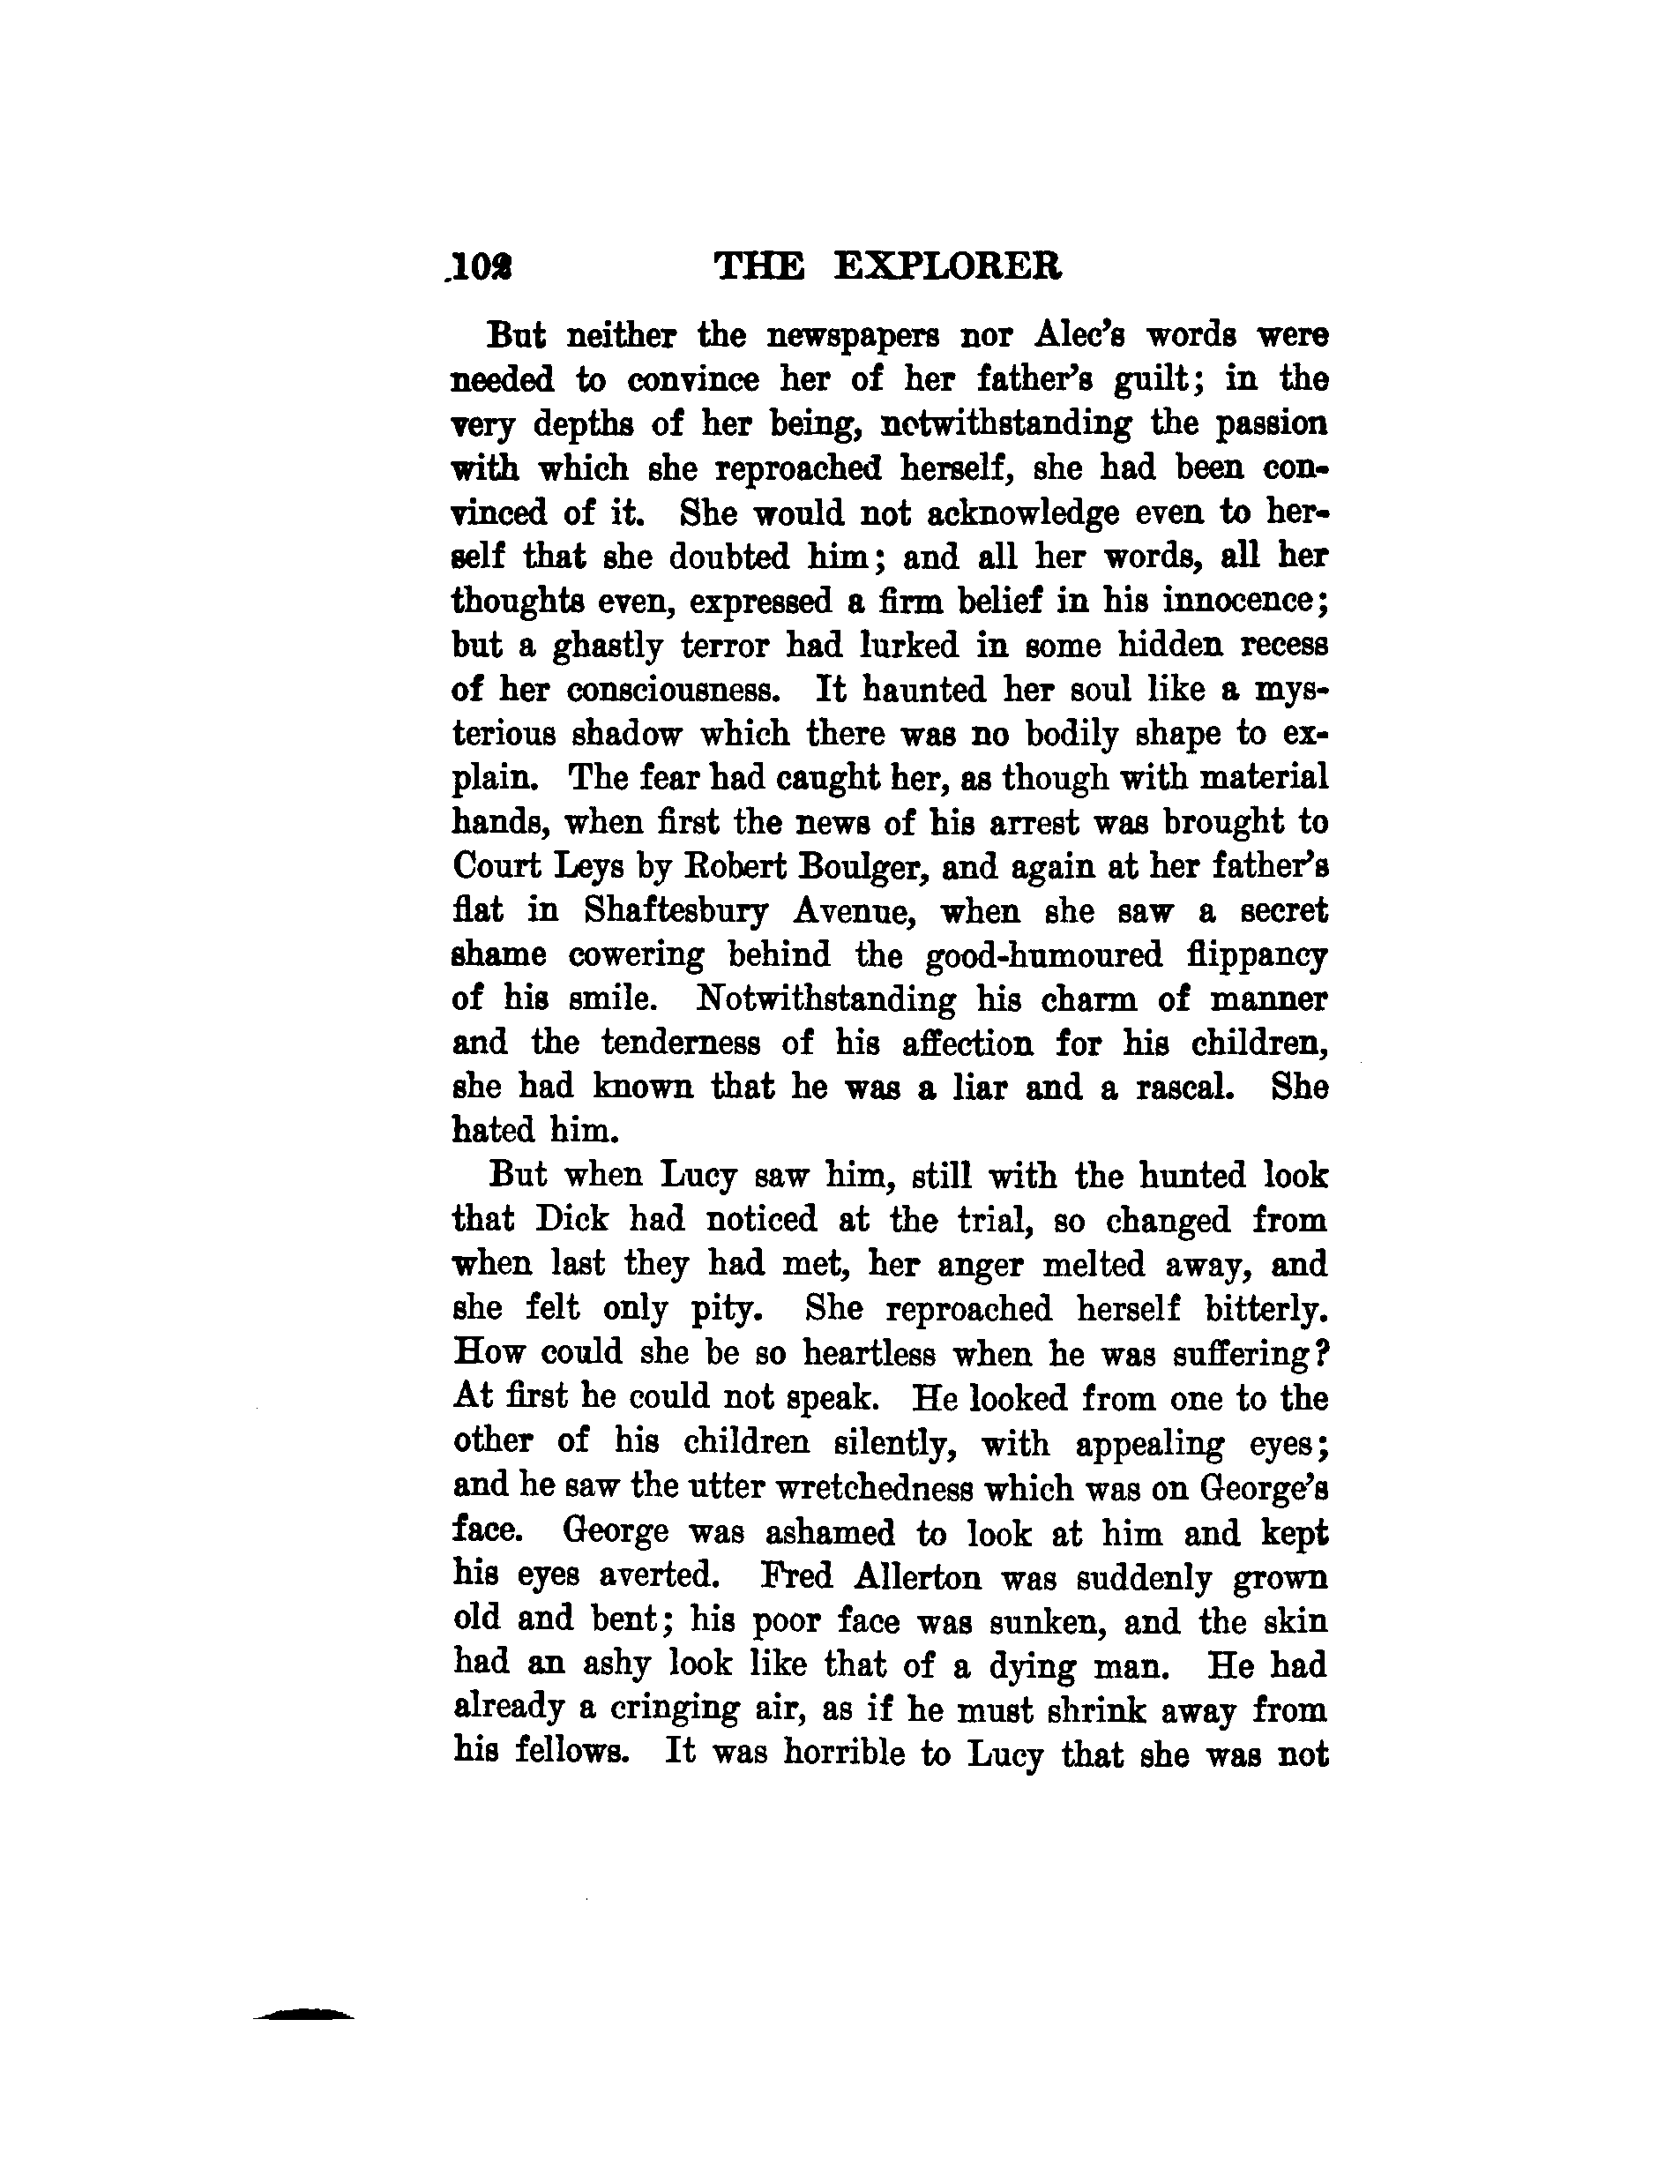 102 THE EXPLORER
But neither the newspapers nor Alec's words were
needed to convince her of her father's guilt; in the
very depths of her being, notwithstanding the passion
with which she reproached herself, she had been con-
vinced of it. She would not acknowledge even to her-
self that she doubted him; and all her words, all her
thoughts even, expressed a firm belief in his innocence;
but a ghastly terror had lurked in some hidden recess
of her consciousness. It haunted her soul like a mys-
terious shadow which there was no bodily shape to ex-
plain. The fear had caught her, as though with material
hands, when first the news of his arrest was brought to
Court Leys by Robert Boulger, and again at her father's
flat in Shaftesbury Avenue, when she saw a secret
shame cowering behind the good-humoured flippancy
of his smile. Notwithstanding his charm of manner
and the tenderness of his affection for his children,
she had known that he was a liar and a rascal. She
hated him.
But when Lucy saw him, still with the hunted look
that Dick had noticed at the trial, so changed from
when last they had met, her anger melted away, and
she felt only pity. She reproached herself bitterly.
How could she be so heartless when he was suffering?
At first he could not speak. He looked from one to the
other of his children silently, with appealing eyes;
and he saw the utter wretchedness which was on George's
face. George was ashamed to look at him and kept
his eyes averted. Fred Allerton was suddenly grown
old and bent; his poor face was sunken, and the skin
had an ashy look like that of a dying man. He had
already a cringing air, as if he must shrink away from
his fellows. It was horrible to Lucy that she was not